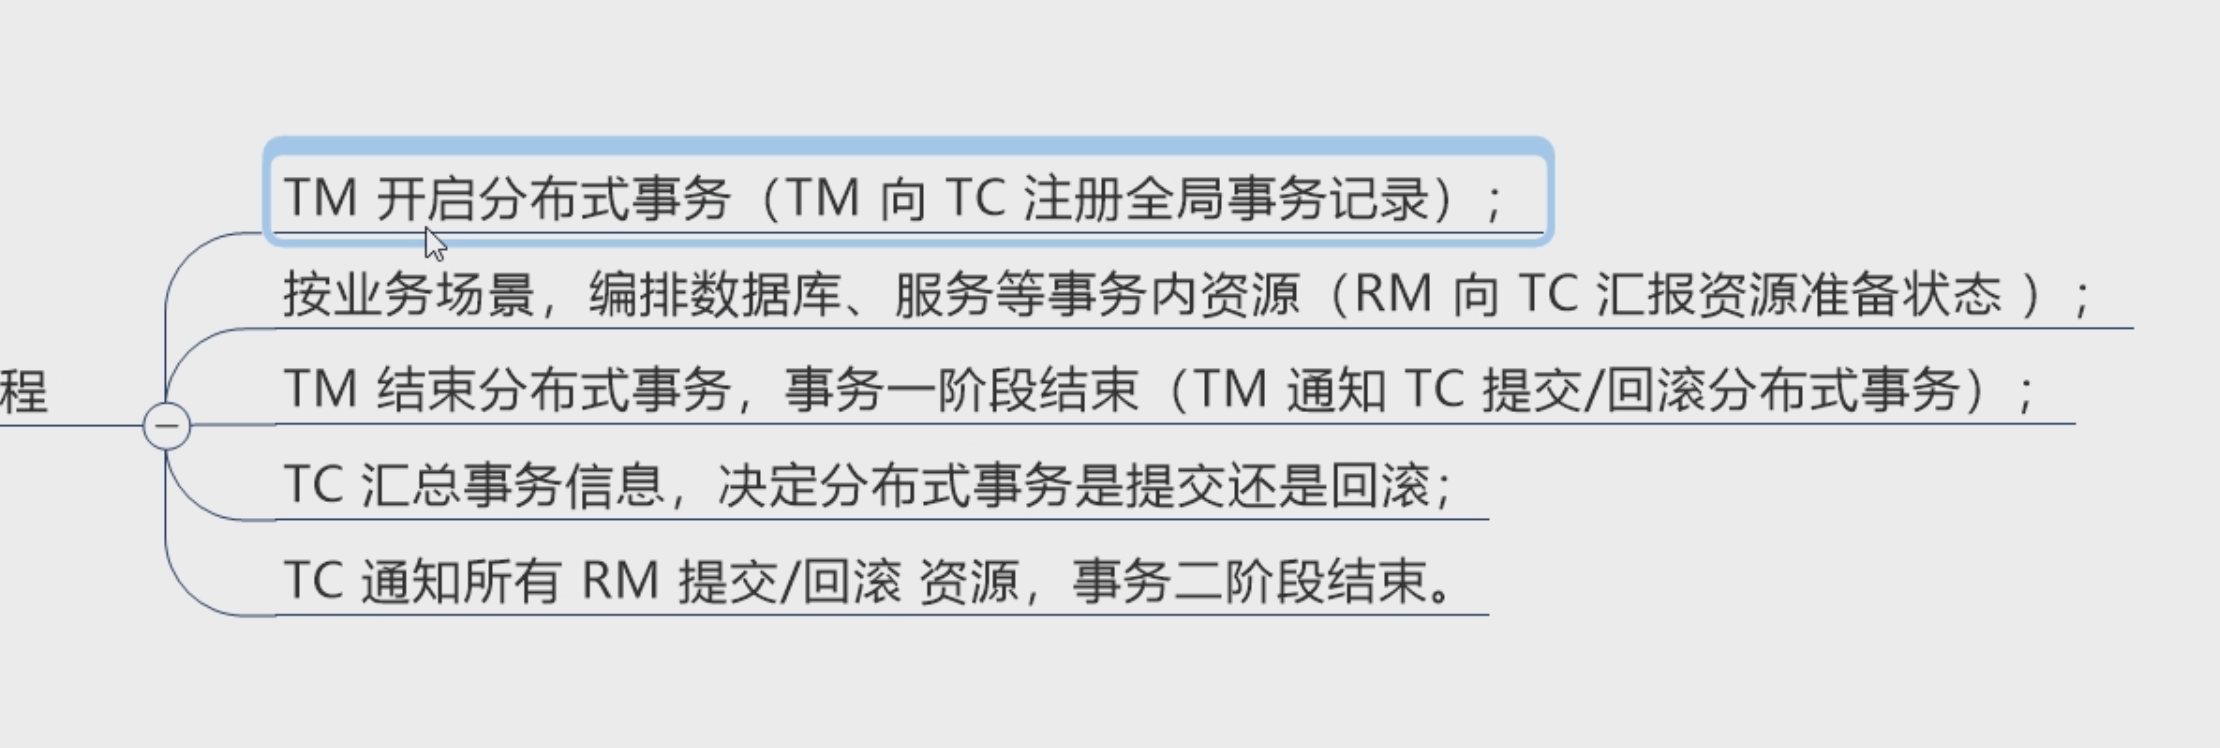 TM 开启分布式事务（TM 向 TC 注册全局事务记录）；
按业务场景，编排数据库、服务等事务内资源（RM 向 TC 汇报资源准备状态 ）；
程
TM 结束分布式事务，事务一阶段结束（TM 通知 TC 提交/回滚分布式事务）；
TC 汇总事务信息，决定分布式事务是提交还是回滚；
TC 通知所有 RM 提交/回滚 资源，事务二阶段结束。